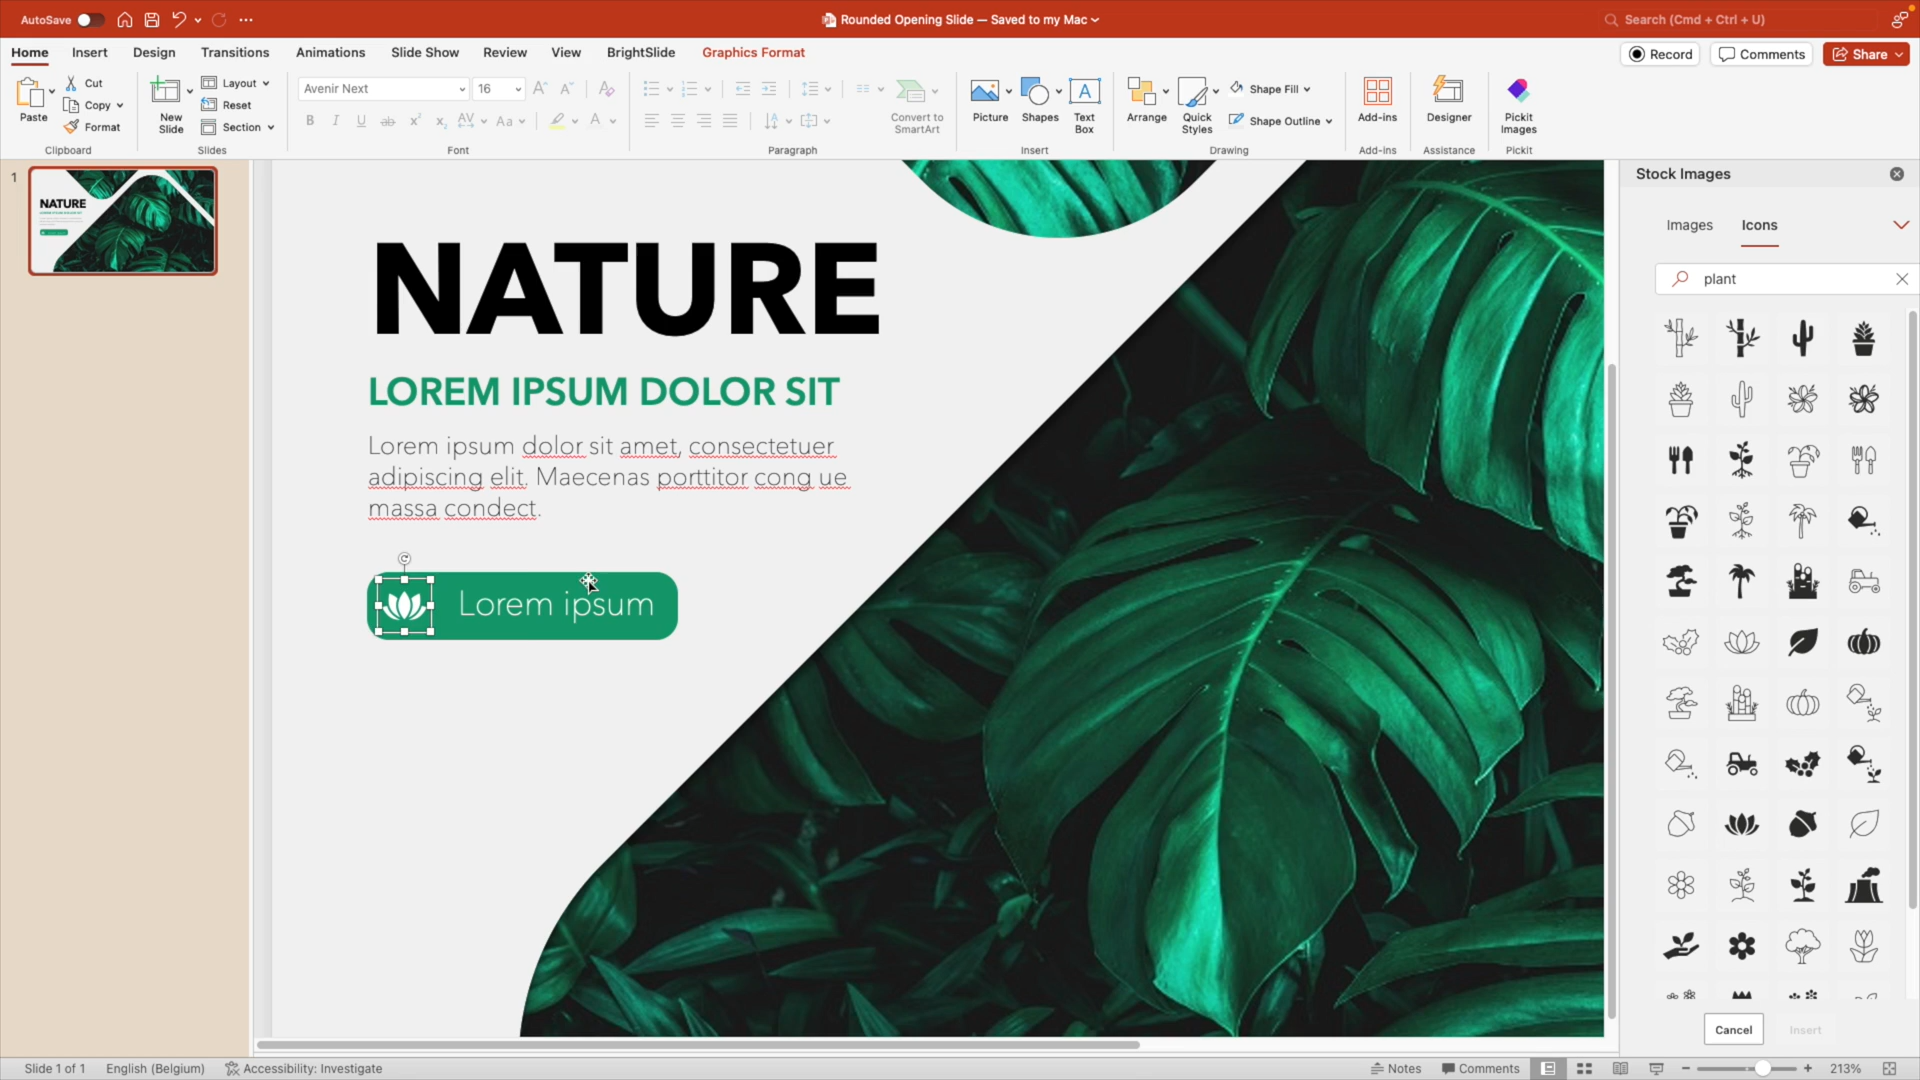 AutoSave
Rounded Opening Slide — Saved to my Mac
Search (Cmd + Ctrl + U)
Home
Insert
Design
Transitions
Animations
Slide Show
Review
View
BrightSlide
Graphics Format
Record
Comments
Share
Paste
Cut
Copy
Format
Clipboard
New
Slide
Layout
Reset
Section
Slides
Avenir Next
16
Font
Convert to
SmartArt
Paragraph
Picture
Shapes
Text
Box
Insert
Arrange
Quick
Styles
Shape Fill
Shape Outline
Drawing
Add-ins
Add-ins
Designer
Assistance
Pickit
Images
Pickit
1
NATURE
NATURE
LOREM IPSUM DOLOR SIT
Lorem ipsum dolor sit amet, consectetuer
adipiscing elit. Maecenas porttitor cong ue
massa condect.
Lorem ipsum
Stock Images
Images
Icons
plant
Cancel
Insert
Slide 1 of 1
English (Belgium)
Accessibility: Investigate
Notes
Comments
213%